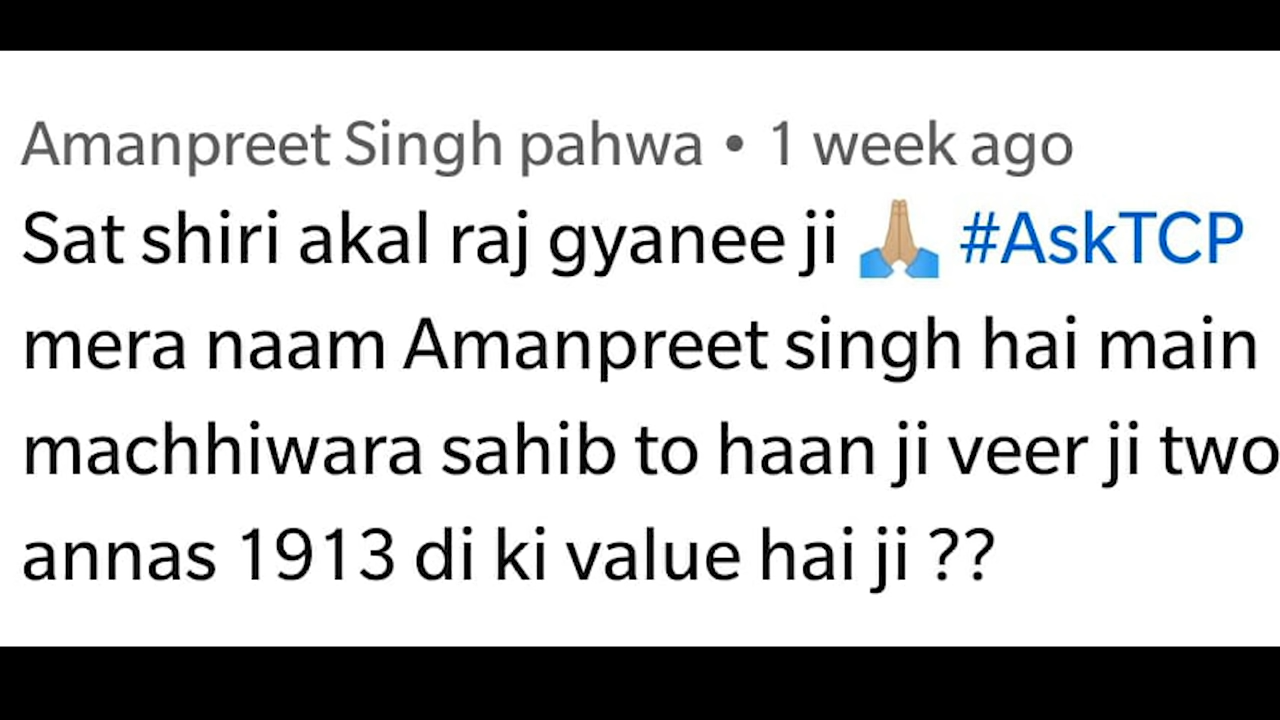 Amanpreet Singh pahwa • 1 week ago
Sat shiri akal raj gyanee ji 🙏🏼 #AskTCP
mera naam Amanpreet singh hai main
machhiwara sahib to haan ji veer ji two
annas 1913 di ki value hai ji ??